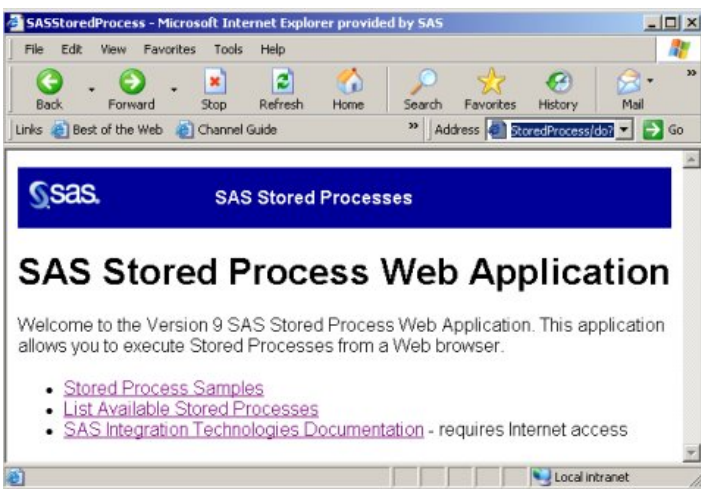 SASStoredProcess - Microsoft Internet Explorer provided by SAS
File Edit View Favorites Tools Help
Back Forward Stop Refresh Home Search Favorites History Mail »
Links Best of the Web Channel Guide » Address StoredProcess/do? Go
sas. SAS Stored Processes
SAS Stored Process Web Application
Welcome to the Version 9 SAS Stored Process Web Application. This application
allows you to execute Stored Processes from a Web browser.
• Stored Process Samples
• List Available Stored Processes
• SAS Integration Technologies Documentation - requires Internet access
Local intranet